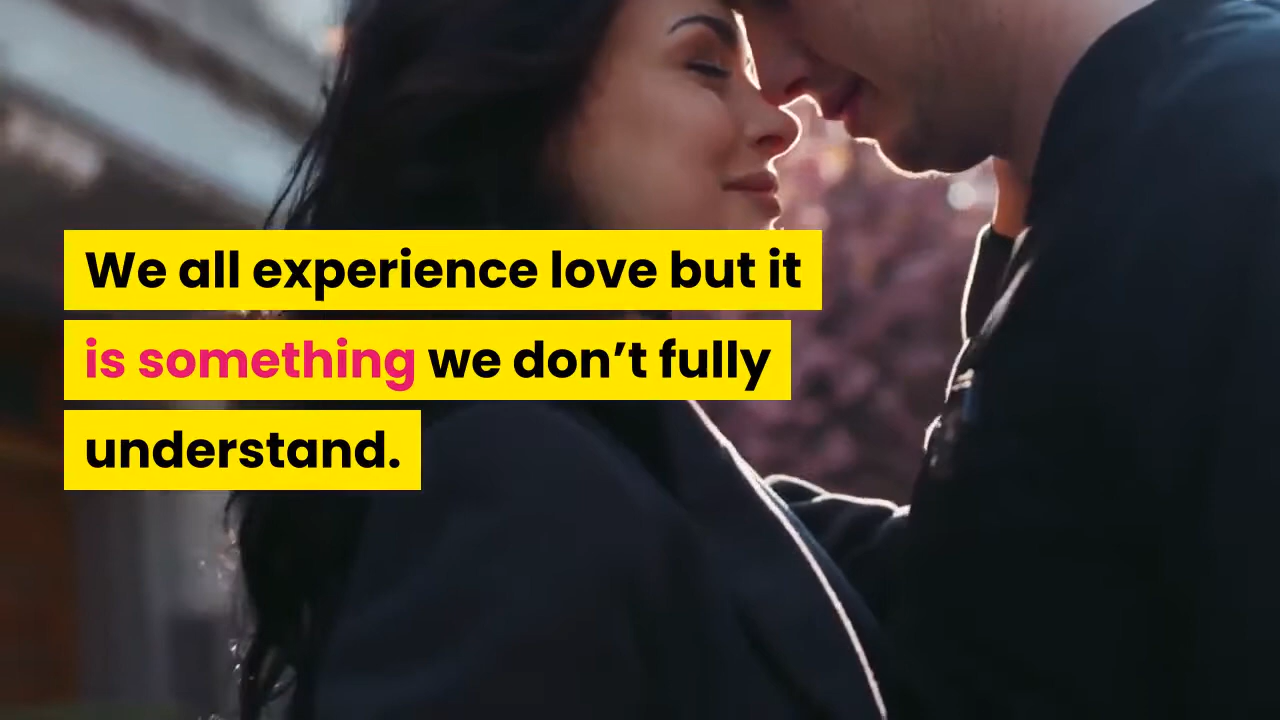 We all experience love but it
is something we don’t fully
understand.